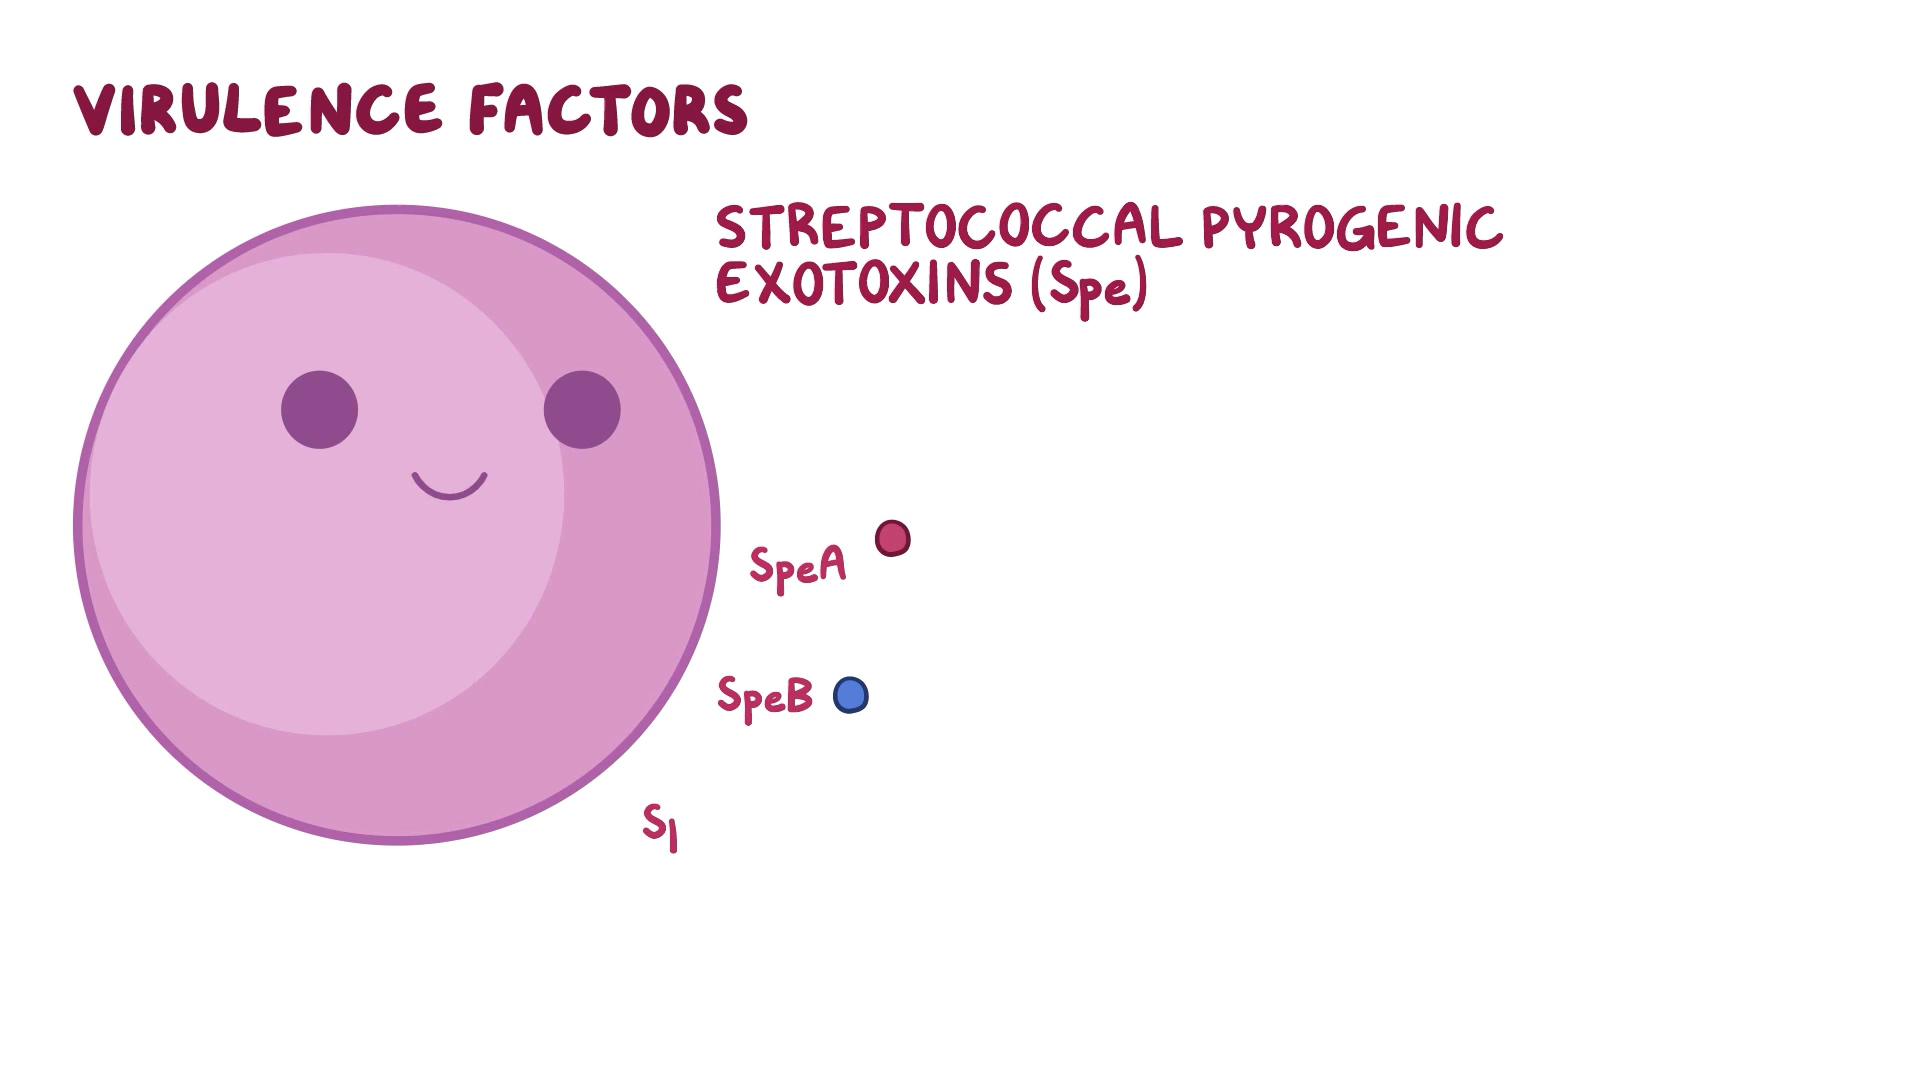 VIRULENCE FACTORS
STREPTOCOCCAL PYROGENIC
EXOTOXINS (Spe)
SpeA
SpeB